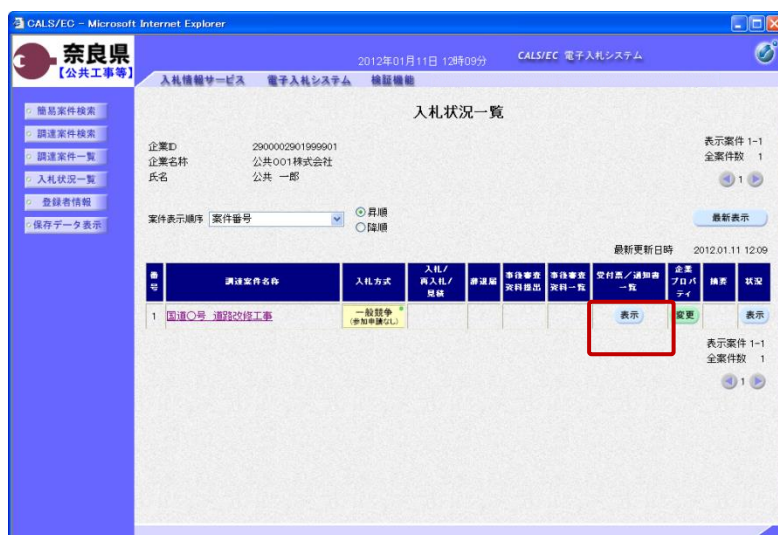 CALS/EC - Microsoft Internet Explorer
奈良県
【公共工事等】
2012年01月11日 12時09分
CALS/EC 電子入札システム
入札情報サービス 電子入札システム 検証機能
簡易案件検索
調達案件検索
調達案件一覧
入札状況一覧
登録者情報
保存データ表示
入札状況一覧
企業ID 2900002901999901
企業名称 公共001株式会社
氏名 公共 一郎
表示案件 1-1
全案件数 1
1
案件表示順序 案件番号
昇順
降順
最新表示
最新更新日時 2012.01.11 12:09
番号 調達案件名称 入札方式 入札/再入札/見積 辞退届 事後審査資料提出 事後審査資料一覧 受付票/通知書一覧 企業プロパティ 摘要 状況
1 国道○号 道路改修工事 一般競争(参加申請なし) 表示 変更 表示
表示案件 1-1
全案件数 1
1